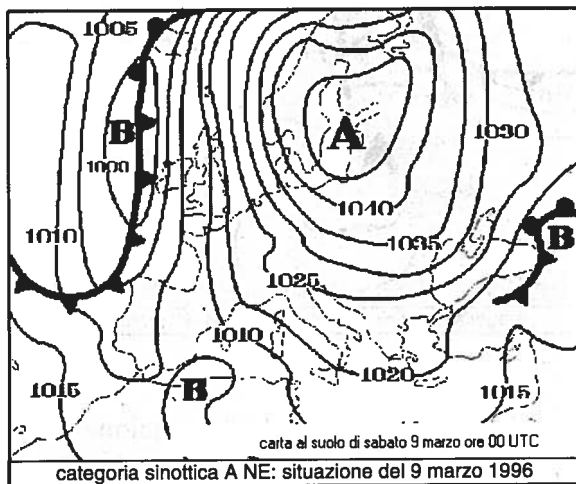 1005
B
1000
A
1030
1040
1010
B
1035
1025
1010
1020
1015
B
1015
carta al suolo di sabato 9 marzo ore 00 UTC
categoria sinottica A NE: situazione del 9 marzo 1996